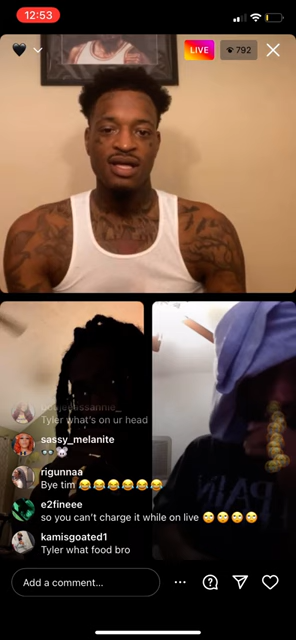 12:53
LIVE
792
Tyler what's on ur head
sassy_melanite
rigunnaa
Bye tim 😂😂😂😂😂😂😂
e2fineee
so you can't charge it while on live 🙄🙄🙄🙄
kamisgoated1
Tyler what food bro
Add a comment...